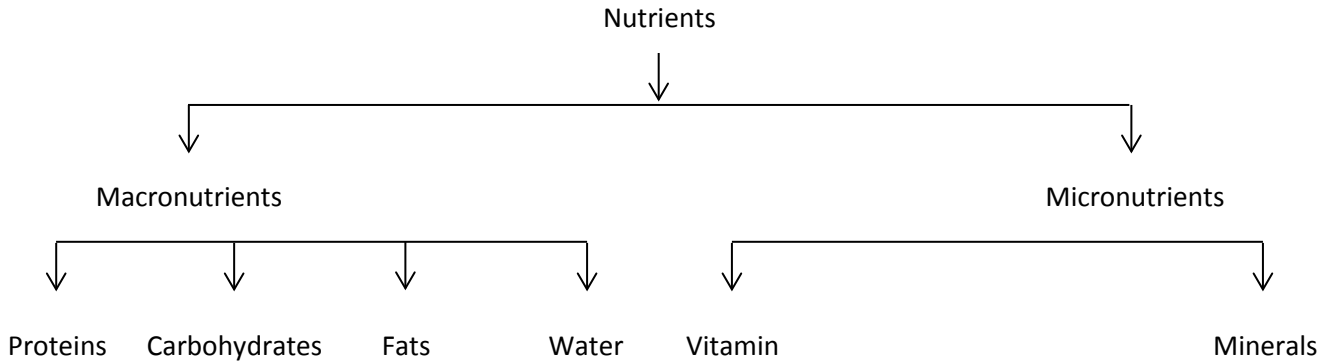 Nutrients
Macronutrients Micronutrients
Proteins Carbohydrates Fats Water Vitamin Minerals